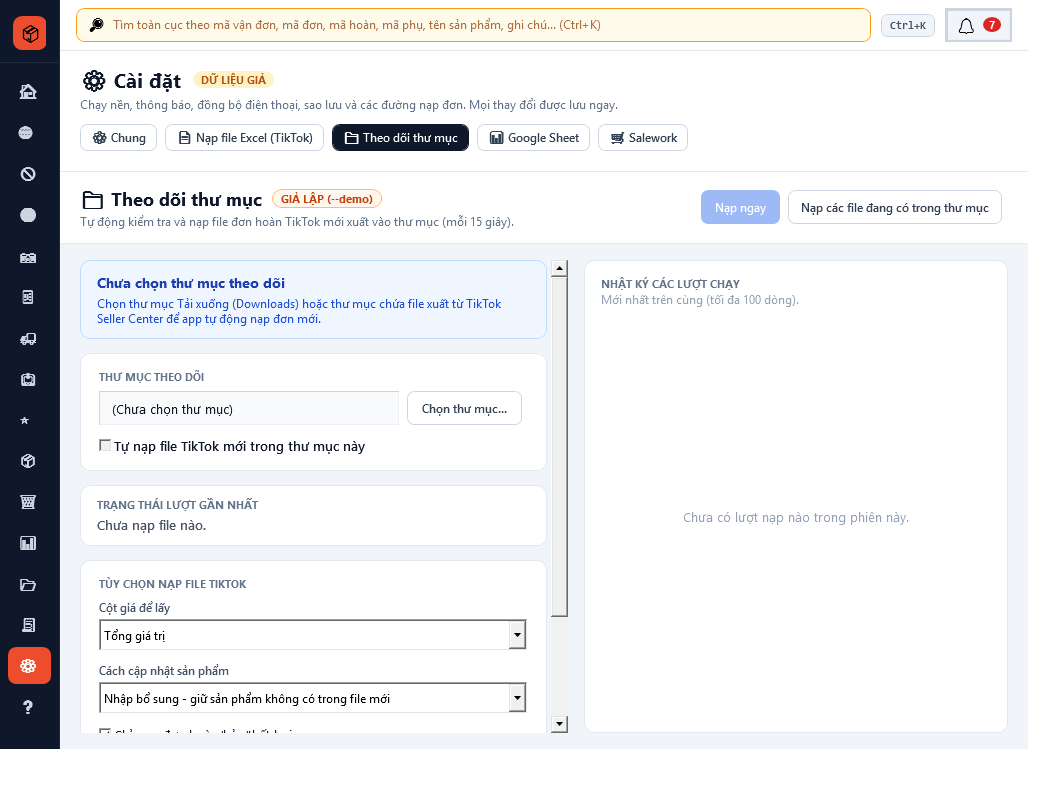 Tìm toàn cục theo mã vận đơn, mã đơn, mã hoàn, mã phụ, tên sản phẩm, ghi chú... (Ctrl+K)
Ctrl+K
7
Cài đặt
DỮ LIỆU GIẢ
Chạy nền, thông báo, đồng bộ điện thoại, sao lưu và các đường nạp đơn. Mọi thay đổi được lưu ngay.
Chung
Nạp file Excel (TikTok)
Theo dõi thư mục
Google Sheet
Salework
Theo dõi thư mục
GIẢ LẬP (--demo)
Tự động kiểm tra và nạp file đơn hoàn TikTok mới xuất vào thư mục (mỗi 15 giây).
Nạp ngay
Nạp các file đang có trong thư mục
Chưa chọn thư mục theo dõi
Chọn thư mục Tải xuống (Downloads) hoặc thư mục chứa file xuất từ TikTok
Seller Center để app tự động nạp đơn mới.
THƯ MỤC THEO DÕI
(Chưa chọn thư mục)
Chọn thư mục...
Tự nạp file TikTok mới trong thư mục này
TRẠNG THÁI LƯỢT GẦN NHẤT
Chưa nạp file nào.
TÙY CHỌN NẠP FILE TIKTOK
Cột giá để lấy
Tổng giá trị
Cách cập nhật sản phẩm
Nhập bổ sung - giữ sản phẩm không có trong file mới
NHẬT KÝ CÁC LƯỢT CHẠY
Mới nhất trên cùng (tối đa 100 dòng).
Chưa có lượt nạp nào trong phiên này.
?